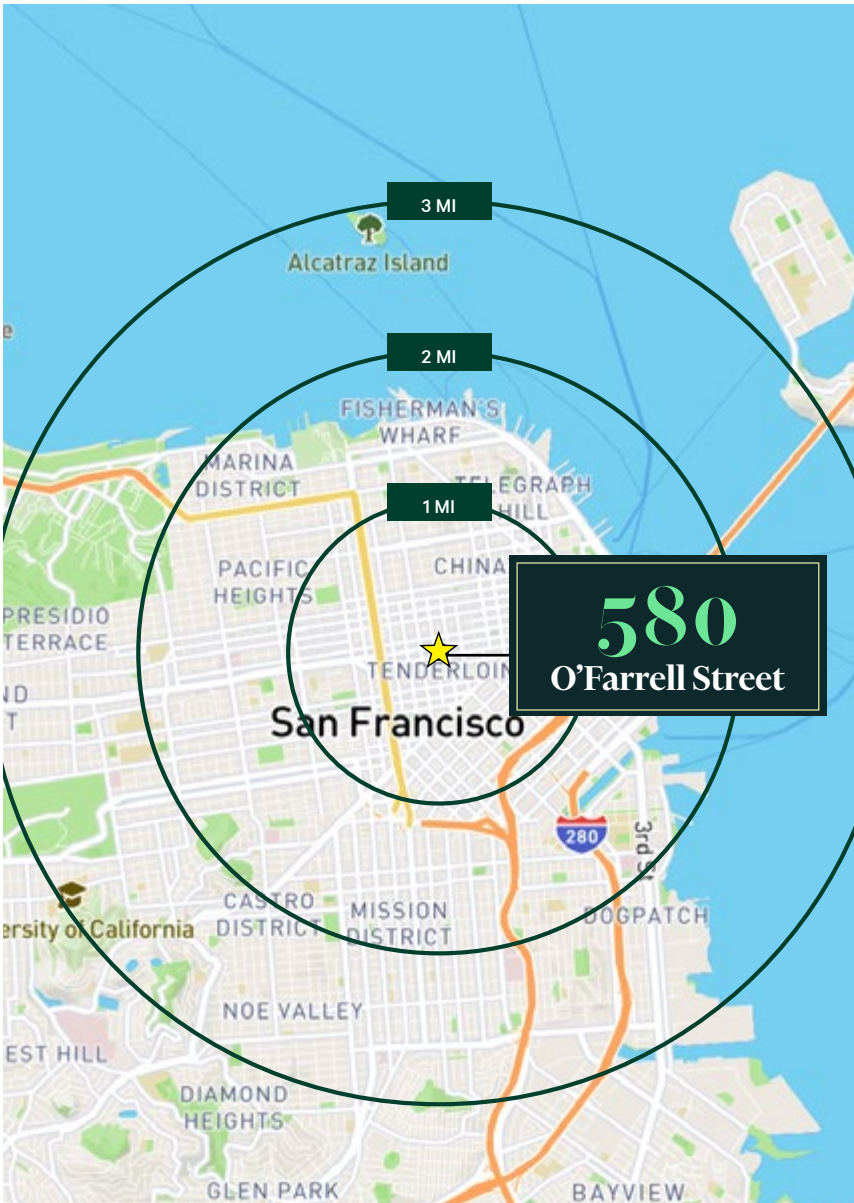 3 MI
Alcatraz Island
e
2 MI
FISHERMAN'S
WHARF
MARINA
DISTRICT
TELEGRAPH
HILL
1 MI
PACIFIC
HEIGHTS
CHINA
580
O'Farrell Street
PRESIDIO
TERRACE
TENDERLOIN
ND
T
San Francisco
280
3rd St
CASTRO
DISTRICT
MISSION
DISTRICT
DOGPATCH
ersity of California
NOE VALLEY
EST HILL
DIAMOND
HEIGHTS
GLEN PARK
BAYVIEW